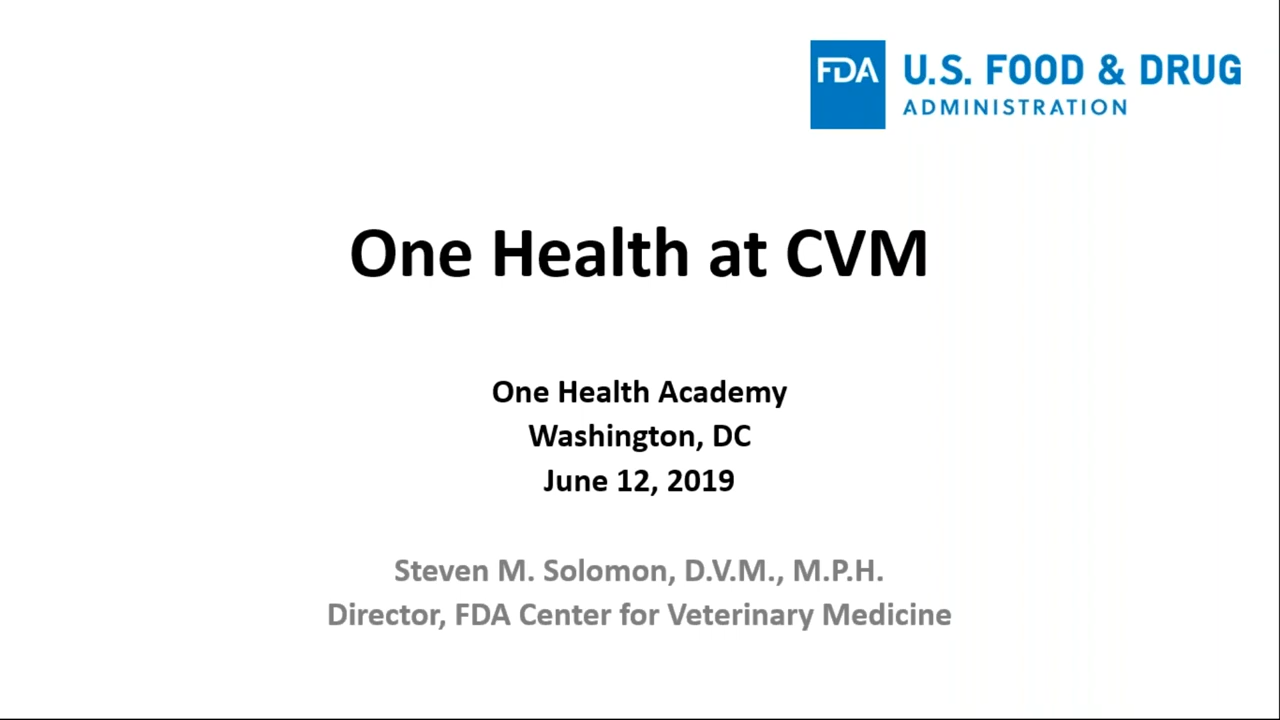 FDA U.S. FOOD & DRUG
ADMINISTRATION
One Health at CVM
One Health Academy
Washington, DC
June 12, 2019
Steven M. Solomon, D.V.M., M.P.H.
Director, FDA Center for Veterinary Medicine